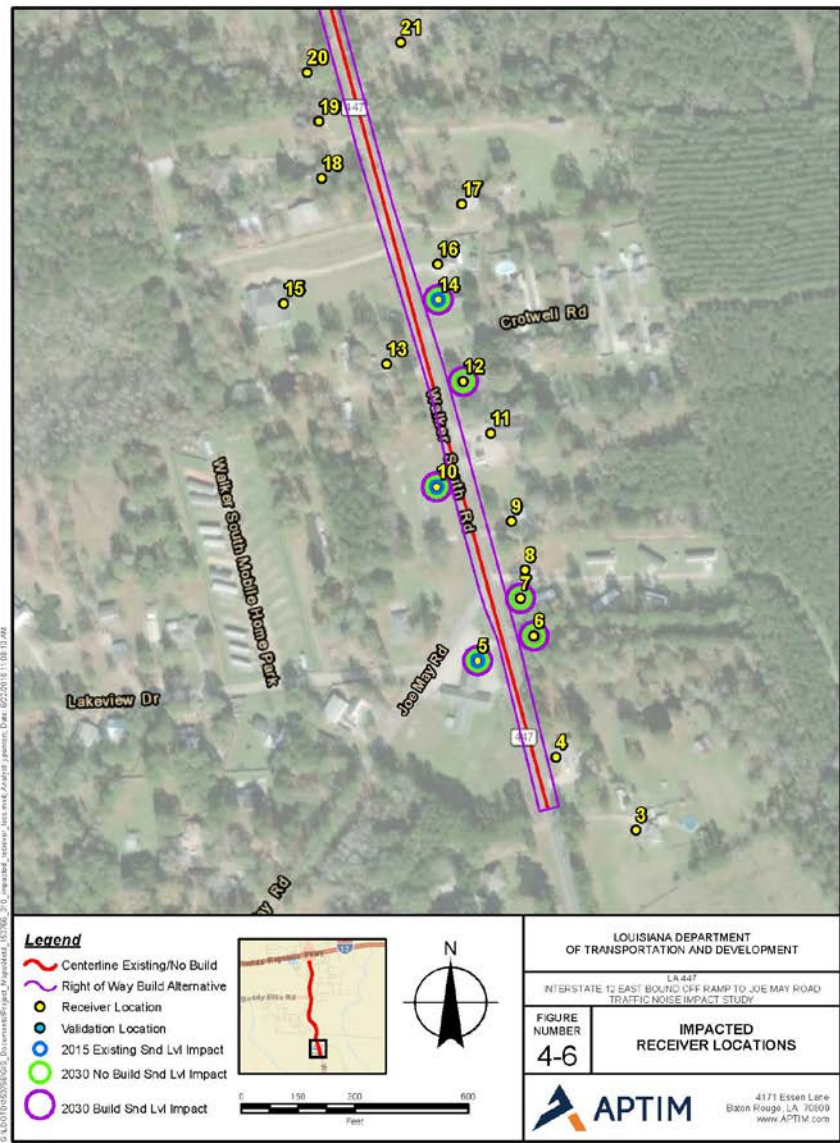 21
20
447
19
18
17
16
14
15
Crotwell Rd
13
12
Walker South Rd
11
10
Walker South Mobile Home Park
9
8
7
6
5
Joe May Rd
Lakeview Dr
447
4
3
ay Rd
Legend
Centerline Existing/No Build
Right of Way Build Alternative
Receiver Location
Validation Location
2015 Existing Snd Lvl Impact
2030 No Build Snd Lvl Impact
2030 Build Snd Lvl Impact
12
N
0 150 300 600
Feet
LOUISIANA DEPARTMENT
OF TRANSPORTATION AND DEVELOPMENT
LA 447
INTERSTATE 12 EAST BOUND OFF RAMP TO JOE MAY ROAD
TRAFFIC NOISE IMPACT STUDY
FIGURE
NUMBER
4-6
IMPACTED
RECEIVER LOCATIONS
APTIM
4171 Essen Lane
Baton Rouge, LA 70809
www.APTIM.com